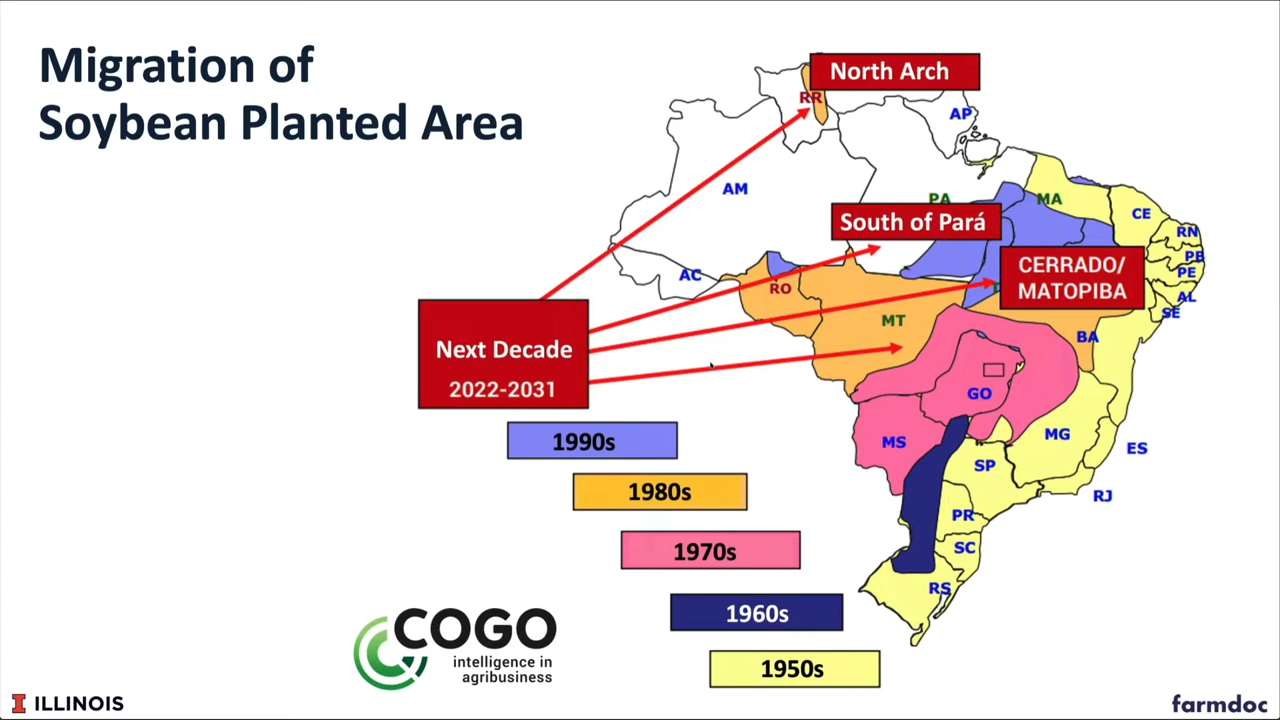 Migration of
Soybean Planted Area
North Arch
RR
AP
AM
PA
MA
CE
RN
PB
PE
AL
SE
South of Pará
CERRADO/
MATOPIBA
AC
RO
MT
BA
Next Decade
2022-2031
GO
MS
MG
ES
SP
RJ
PR
SC
RS
1990s
1980s
1970s
1960s
1950s
COGO
intelligence in
agribusiness
I ILLINOIS
farmdoc